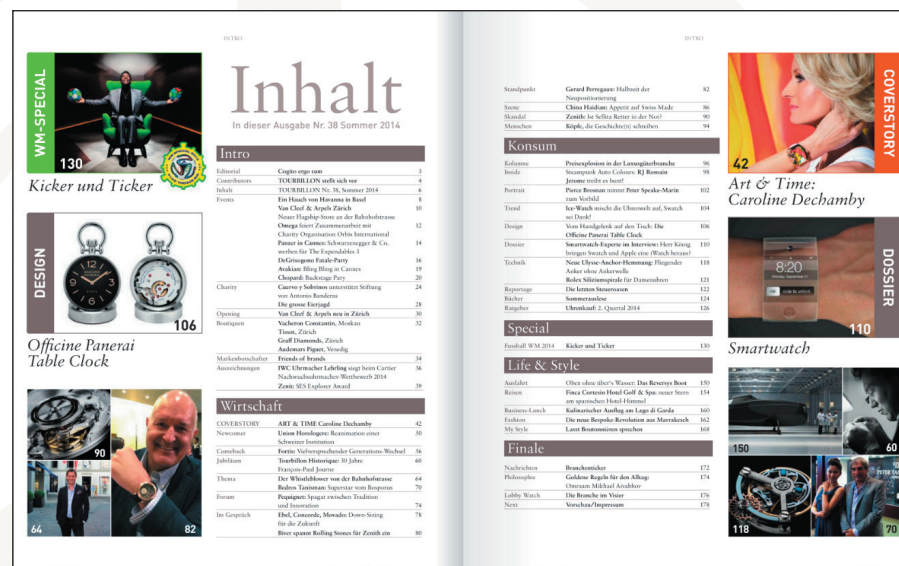 INTRO
WM-SPECIAL
130
Kicker und Ticker
DESIGN
106
Officine Panerai
Table Clock
90
64
82
Inhalt
In dieser Ausgabe Nr. 38 Sommer 2014
Intro
Editorial Cogito ergo sum 3
Contributors TOURBILLON stellt sich vor 4
Inhalt TOURBILLON Nr. 38, Sommer 2014 6
Events Ein Hauch von Havanna in Basel 8
Van Cleef & Arpels Zürich 10
Neuer Flagship-Store an der Bahnhofstrasse
Omega feiert Zusammenarbeit mit 12
Charity Organisation Orbis International
Panzer in Cannes: Schwarzenegger & Co. 14
werben für The Expendables 3
DeGrisogono Fatale-Party 16
Avakian: Bling Bling in Cannes 19
Chopard: Backstage Pary 20
Charity Cuervo y Sobrinos unterstützt Stiftung 24
von Antonio Banderas
Die grosse Eierjagd 28
Opening Van Cleef & Arpels neu in Zürich 30
Boutiquen Vacheron Constantin, Moskau 32
Tissot, Zürich
Graff Diamonds, Zürich
Audemars Piguet, Venedig
Markenbotschafter Friends of brands 34
Auszeichnungen IWC Uhrmacher Lehrling siegt beim Cartier 36
Nachwuchsuhrmacher-Wettbewerb 2014
Zenit: SES Explorer Award 39
Wirtschaft
COVERSTORY ART & TIME Caroline Dechamby 42
Newcomer Union Horologere: Reanimation einer 50
Schweizer Institution
Comeback Fortis: Vielversprechender Generations-Wechsel 56
Jubiläum Tourbillon Historique: 30 Jahre 60
François-Paul Journe
Thema Der Whistleblower von der Bahnhofstrasse 64
Bedros Tanisman: Superstar vom Bosporus 70
Forum Pequignet: Spagat zwischen Tradition
und Innovation 74
Im Gespräch Ebel, Concorde, Movado: Down-Sizing 78
für die Zukunft
Biver spannt Rolling Stones für Zenith ein 80
INTRO
Standpunkt Gerard Perregaux: Halbzeit der 82
Neupositionierung
Szene China Haidian: Appetit auf Swiss Made 86
Skandal Zenith: Ist Sellita Retter in der Not? 90
Menschen Köpfe, die Geschichte(n) schreiben 94
Konsum
Kolumne Preisexplosion in der Luxusgüterbranche 96
Inside Steampunk Auto Colours: RJ Romain 98
Jerome treibt es bunt!
Portrait Pierce Brosnan nimmt Peter Speake-Marin 102
zum Vorbild
Trend Ice-Watch mischt die Uhrenwelt auf, Swatch 104
sei Dank!
Design Vom Handgelenk auf den Tisch: Die 106
Officine Panerai Table Clock
Dossier Smartwatch-Experte im Interview: Herr König 110
bringen Swatch und Apple eine iWatch heraus?
Technik Neue Ulysse-Anchor-Hemmung: Fliegender 118
Anker ohne Ankerwelle
Rolex Siliziumspirale für Damenuhren 121
Reportage Die letzten Steueroasen 122
Bücher Sommerauslese 124
Ratgeber Uhrenkauf: 2. Quartal 2014 126
Special
Fussball WM 2014 Kicker und Ticker 130
Life & Style
Ausfahrt Oben ohne über's Wasser: Das Reversys Boot 150
Reisen Finca Cortesin Hotel Golf & Spa: neuer Stern 154
am spanischen Hotel-Himmel
Business-Lunch Kulinarischer Ausflug am Lago di Garda 160
Fashion Die neue Bespoke-Revolution aus Marrakesch 162
My Style Lasst Boutonnièren sprechen 168
Finale
Nachrichten Branchenticker 172
Philosophie Goldene Regeln für den Alltag: 174
Omraam Mikhael Aivahhov
Lobby Watch Die Branche im Visier 176
Next Vorschau/Impressum 178
COVERSTORY
42
Art & Time:
Caroline Dechamby
DOSSIER
8:20
110
Smartwatch
150
60
118
70